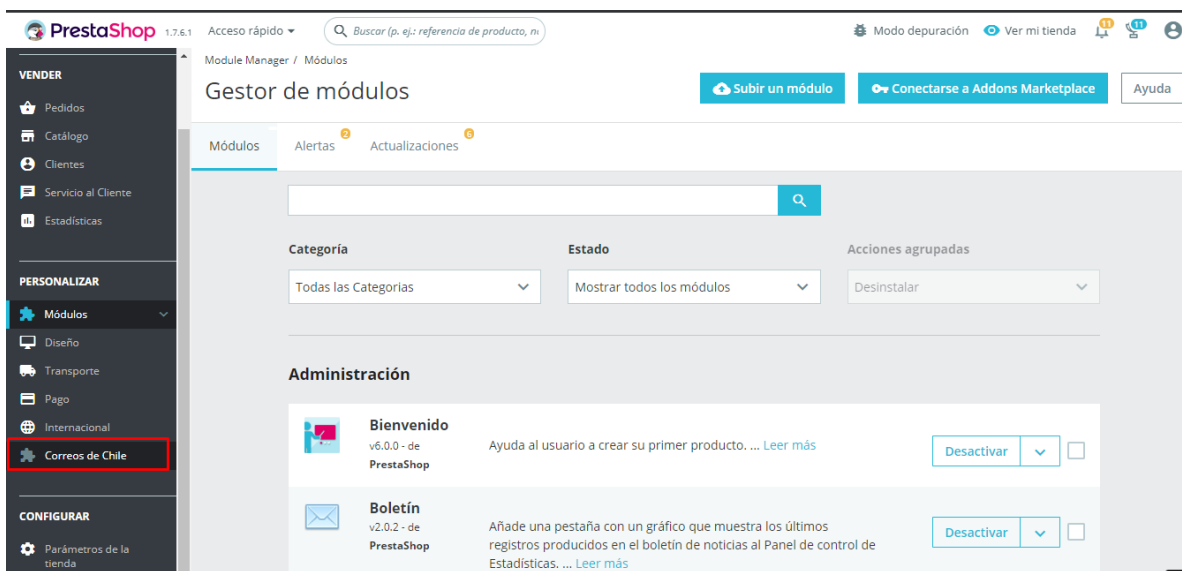 PrestaShop 1.7.6.1 Acceso rápido Buscar (p. ej.: referencia de producto, no Modo depuración Ver mi tienda 11 11
VENDER
Pedidos
Catálogo
Clientes
Servicio al Cliente
Estadísticas
PERSONALIZAR
Módulos
Diseño
Transporte
Pago
Internacional
Correos de Chile
CONFIGURAR
Parámetros de la
tienda
Module Manager / Módulos
Gestor de módulos
Subir un módulo Conectarse a Addons Marketplace Ayuda
Módulos Alertas 2 Actualizaciones 6
Categoría Estado Acciones agrupadas
Todas las Categorias Mostrar todos los módulos Desinstalar
Administración
Bienvenido
v6.0.0 - de
PrestaShop
Ayuda al usuario a crear su primer producto. ... Leer más
Desactivar
Boletín
v2.0.2 - de
PrestaShop
Añade una pestaña con un gráfico que muestra los últimos
registros producidos en el boletín de noticias al Panel de control de
Estadísticas. ... Leer más
Desactivar